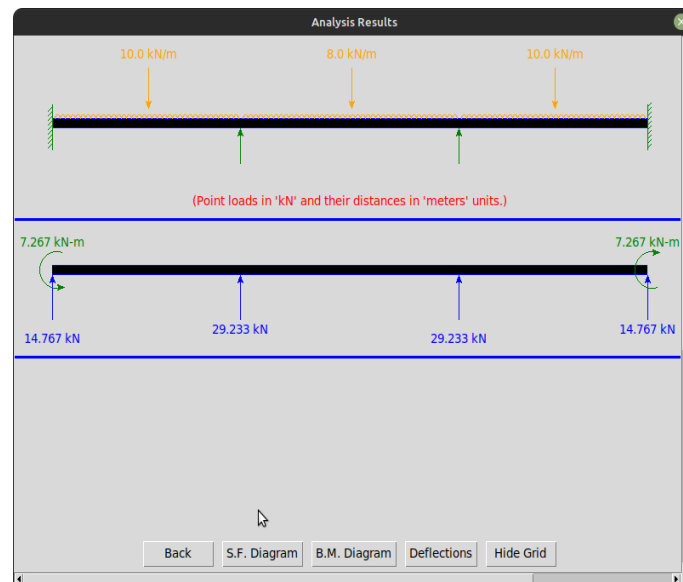 Analysis Results
10.0 kN/m 8.0 kN/m 10.0 kN/m
(Point loads in 'kN' and their distances in 'meters' units.)
7.267 kN-m 7.267 kN-m
14.767 kN 29.233 kN 29.233 kN 14.767 kN
Back S.F. Diagram B.M. Diagram Deflections Hide Grid